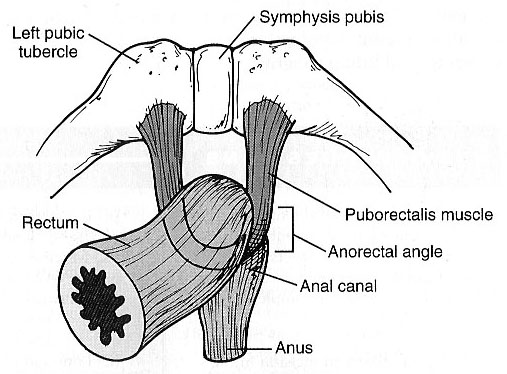 Symphysis pubis
Left pubic
tubercle
Rectum
Puborectalis muscle
Anorectal angle
Anal canal
Anus